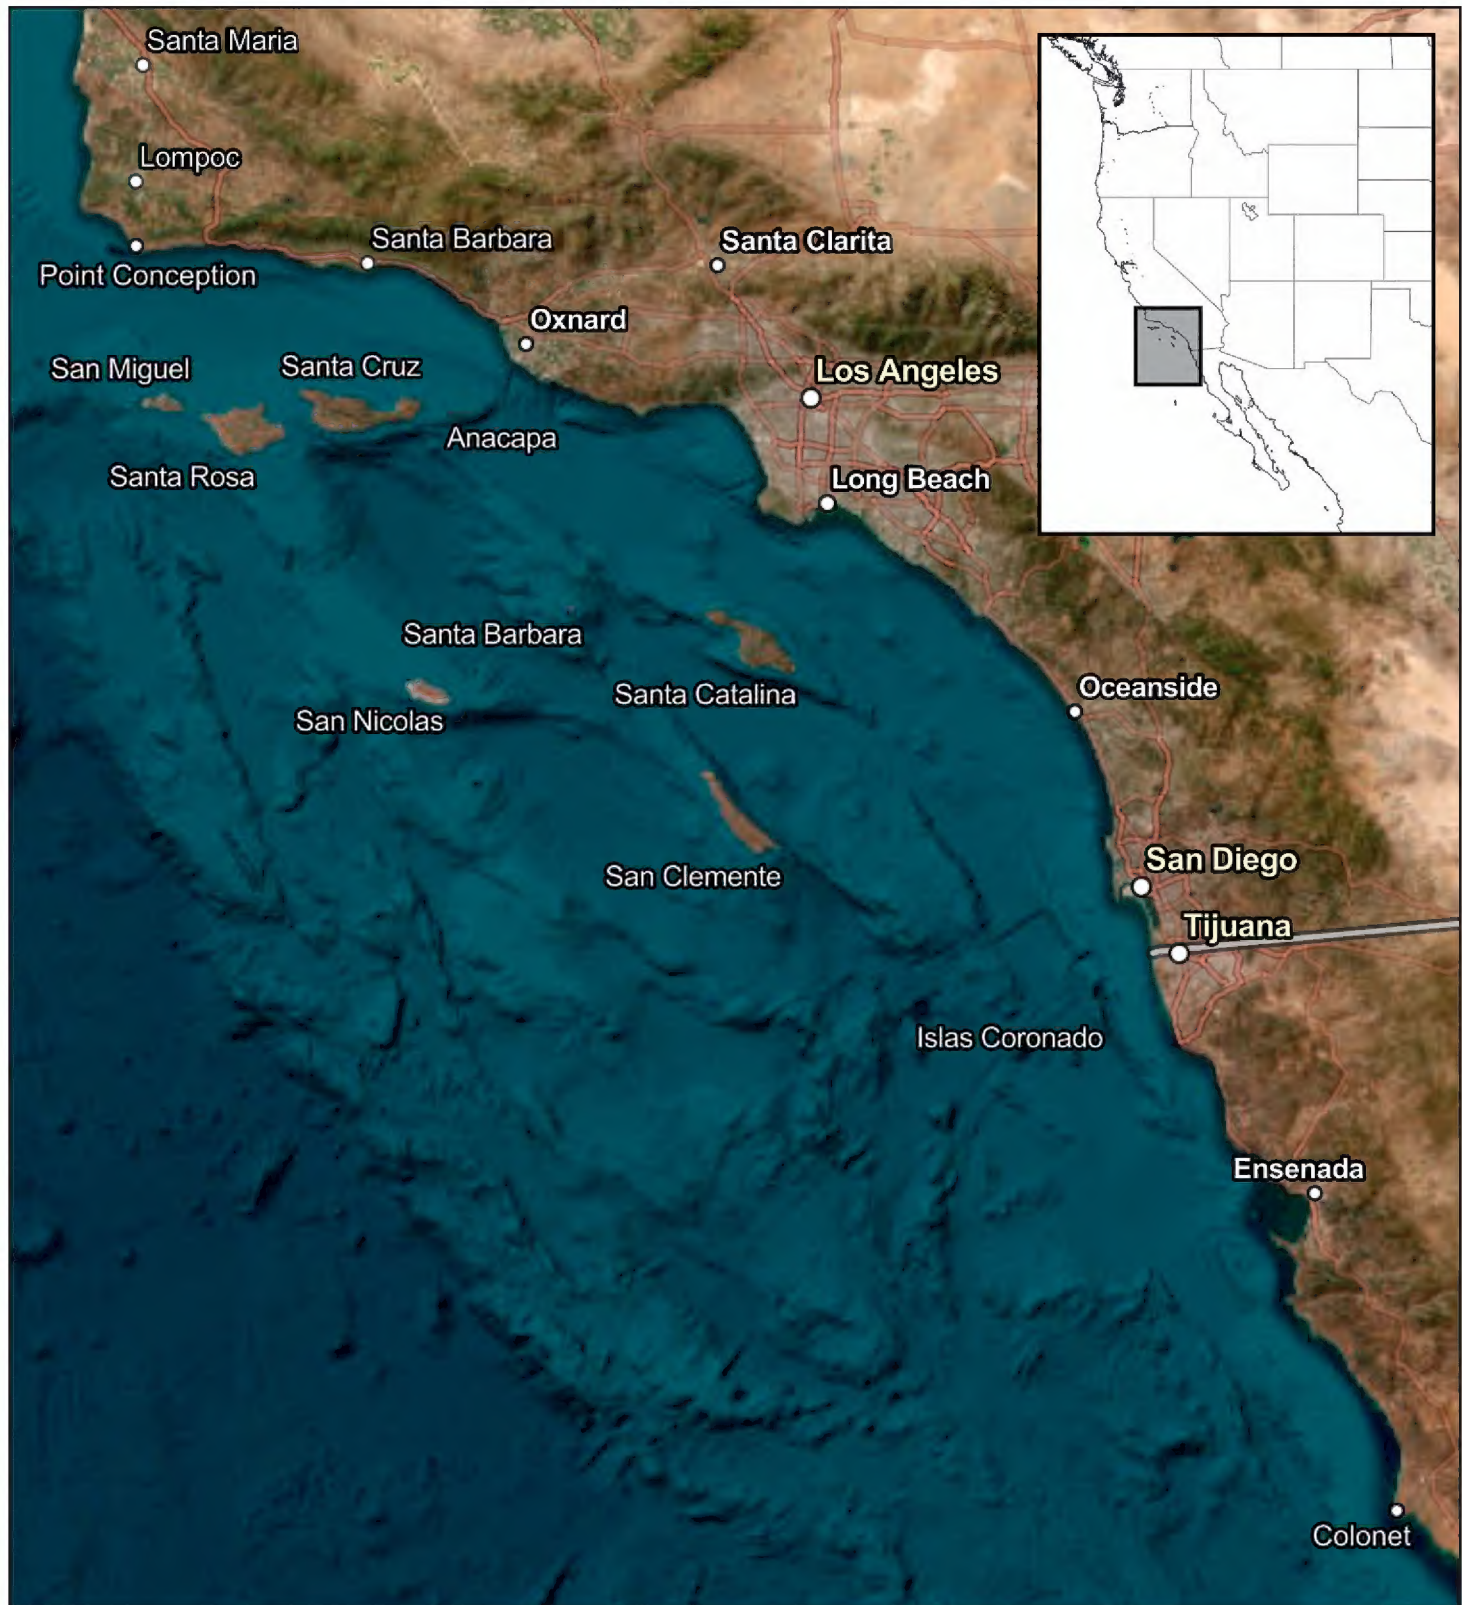 Santa Maria
Lompoc
Santa Barbara
Santa Clarita
Point Conception
Oxnard
San Miguel
Santa Cruz
Los Angeles
Anacapa
Santa Rosa
Long Beach
Santa Barbara
Santa Catalina
Oceanside
San Nicolas
San Diego
San Clemente
Tijuana
Islas Coronado
Ensenada
Colonet